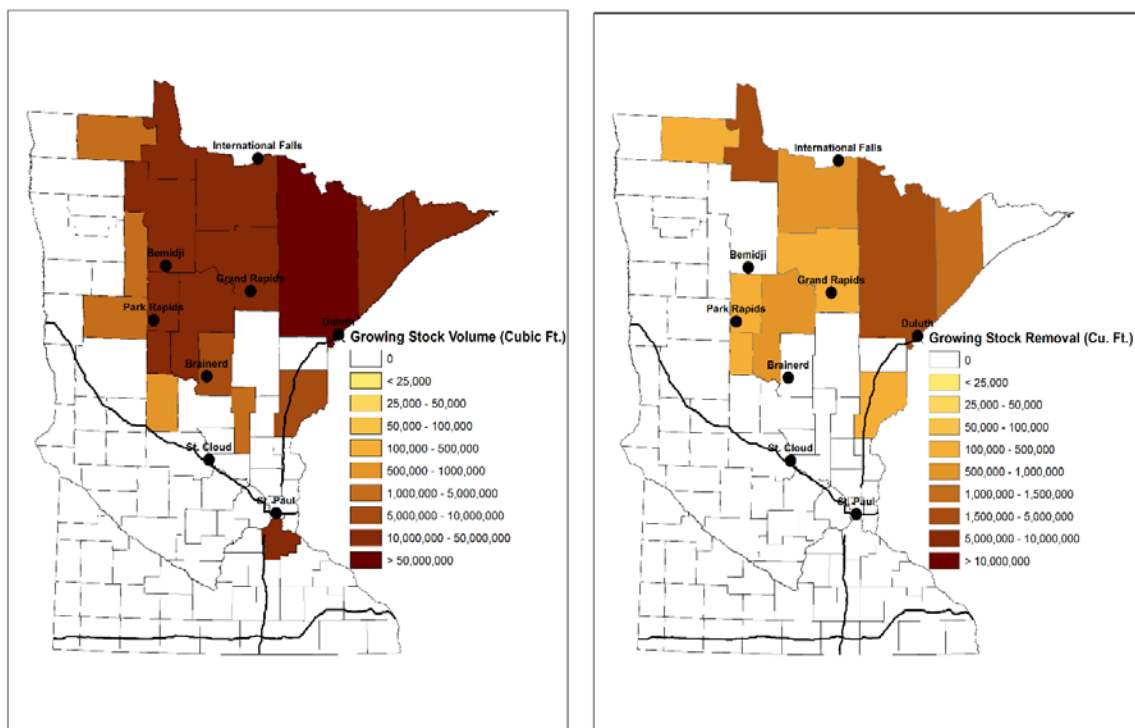 International Falls
Bemidji
Grand Rapids
Park Rapids
Duluth
Growing Stock Volume (Cubic Ft.)
0
Brainerd
< 25,000
25,000 - 50,000
50,000 - 100,000
100,000 - 500,000
St. Cloud
500,000 - 1000,000
1,000,000 - 5,000,000
St. Paul
5,000,000 - 10,000,000
10,000,000 - 50,000,000
> 50,000,000
International Falls
Bemidji
Grand Rapids
Park Rapids
Duluth
Growing Stock Removal (Cu. Ft.)
0
Brainerd
< 25,000
25,000 - 50,000
50,000 - 100,000
100,000 - 500,000
St. Cloud
500,000 - 1,000,000
1,000,000 - 1,500,000
St. Paul
1,500,000 - 5,000,000
5,000,000 - 10,000,000
> 10,000,000